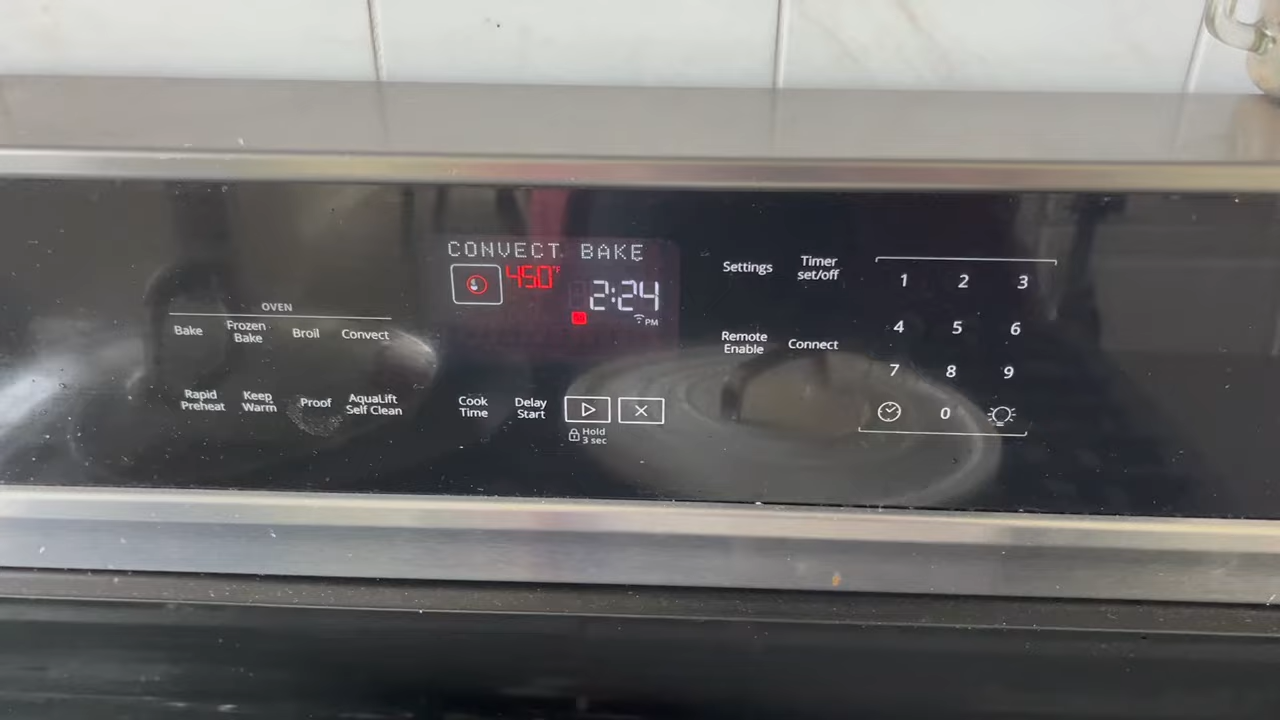 CONVECT BAKE
450°F
2:24
PM
OVEN
Bake
Frozen
Bake
Broil
Convect
Rapid
Preheat
Keep
Warm
Proof
AquaLift
Self Clean
Cook
Time
Delay
Start
Hold
3 sec
Settings
Timer
set/off
Remote
Enable
Connect
1 2 3
4 5 6
7 8 9
0